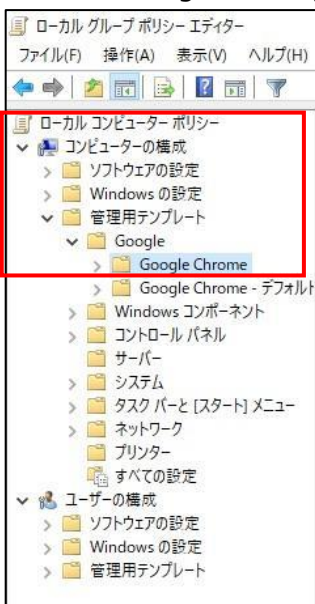 ローカル グループ ポリシー エディター
ファイル(F) 操作(A) 表示(V) ヘルプ(H)
ローカル コンピューター ポリシー
コンピューターの構成
ソフトウェアの設定
Windows の設定
管理用テンプレート
Google
Google Chrome
Google Chrome - デフォルト
Windows コンポーネント
コントロール パネル
サーバー
システム
タスク バーと [スタート] メニュー
ネットワーク
プリンター
すべての設定
ユーザーの構成
ソフトウェアの設定
Windows の設定
管理用テンプレート